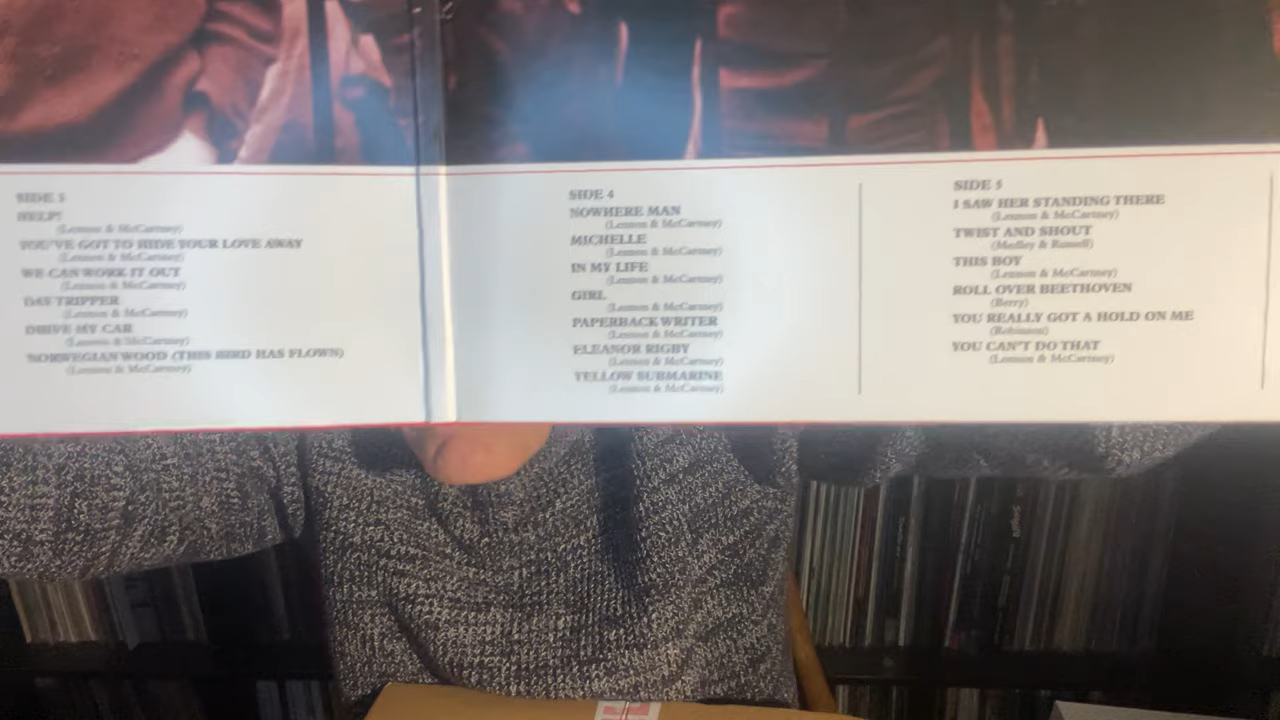 SIDE 3
HELP!
(Lennon & McCartney)
YOU'VE GOT TO HIDE YOUR LOVE AWAY
(Lennon & McCartney)
WE CAN WORK IT OUT
(Lennon & McCartney)
DAY TRIPPER
(Lennon & McCartney)
DRIVE MY CAR
(Lennon & McCartney)
NORWEGIAN WOOD (THIS BIRD HAS FLOWN)
(Lennon & McCartney)
SIDE 4
NOWHERE MAN
(Lennon & McCartney)
MICHELLE
(Lennon & McCartney)
IN MY LIFE
(Lennon & McCartney)
GIRL
(Lennon & McCartney)
PAPERBACK WRITER
(Lennon & McCartney)
ELEANOR RIGBY
(Lennon & McCartney)
YELLOW SUBMARINE
(Lennon & McCartney)
SIDE 5
I SAW HER STANDING THERE
(Lennon & McCartney)
TWIST AND SHOUT
(Medley & Russell)
THIS BOY
(Lennon & McCartney)
ROLL OVER BEETHOVEN
(Berry)
YOU REALLY GOT A HOLD ON ME
(Robinson)
YOU CAN'T DO THAT
(Lennon & McCartney)